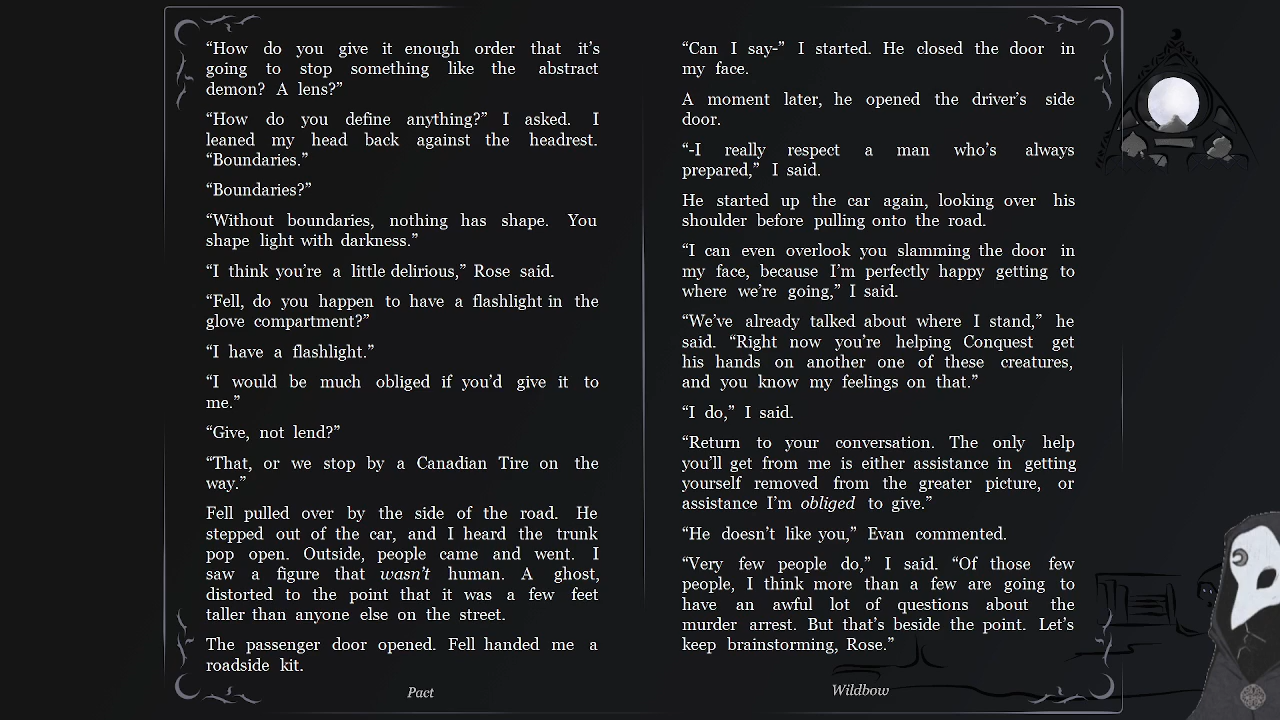 “How do you give it enough order that it’s
going to stop something like the abstract
demon? A lens?”
“How do you define anything?” I asked. I
leaned my head back against the headrest.
“Boundaries.”
“Boundaries?”
“Without boundaries, nothing has shape. You
shape light with darkness.”
“I think you’re a little delirious,” Rose said.
“Fell, do you happen to have a flashlight in the
glove compartment?”
“I have a flashlight.”
“I would be much obliged if you’d give it to
me.”
“Give, not lend?”
“That, or we stop by a Canadian Tire on the
way.”
Fell pulled over by the side of the road. He
stepped out of the car, and I heard the trunk
pop open. Outside, people came and went. I
saw a figure that wasn’t human. A ghost,
distorted to the point that it was a few feet
taller than anyone else on the street.
The passenger door opened. Fell handed me a
roadside kit.
Pact
“Can I say-” I started. He closed the door in
my face.
A moment later, he opened the driver’s side
door.
“-I really respect a man who’s always
prepared,” I said.
He started up the car again, looking over his
shoulder before pulling onto the road.
“I can even overlook you slamming the door in
my face, because I’m perfectly happy getting to
where we’re going,” I said.
“We’ve already talked about where I stand,” he
said. “Right now you’re helping Conquest get
his hands on another one of these creatures,
and you know my feelings on that.”
“I do,” I said.
“Return to your conversation. The only help
you’ll get from me is either assistance in getting
yourself removed from the greater picture, or
assistance I’m obliged to give.”
“He doesn’t like you,” Evan commented.
“Very few people do,” I said. “Of those few
people, I think more than a few are going to
have an awful lot of questions about the
murder arrest. But that’s beside the point. Let’s
keep brainstorming, Rose.”
Wildbow